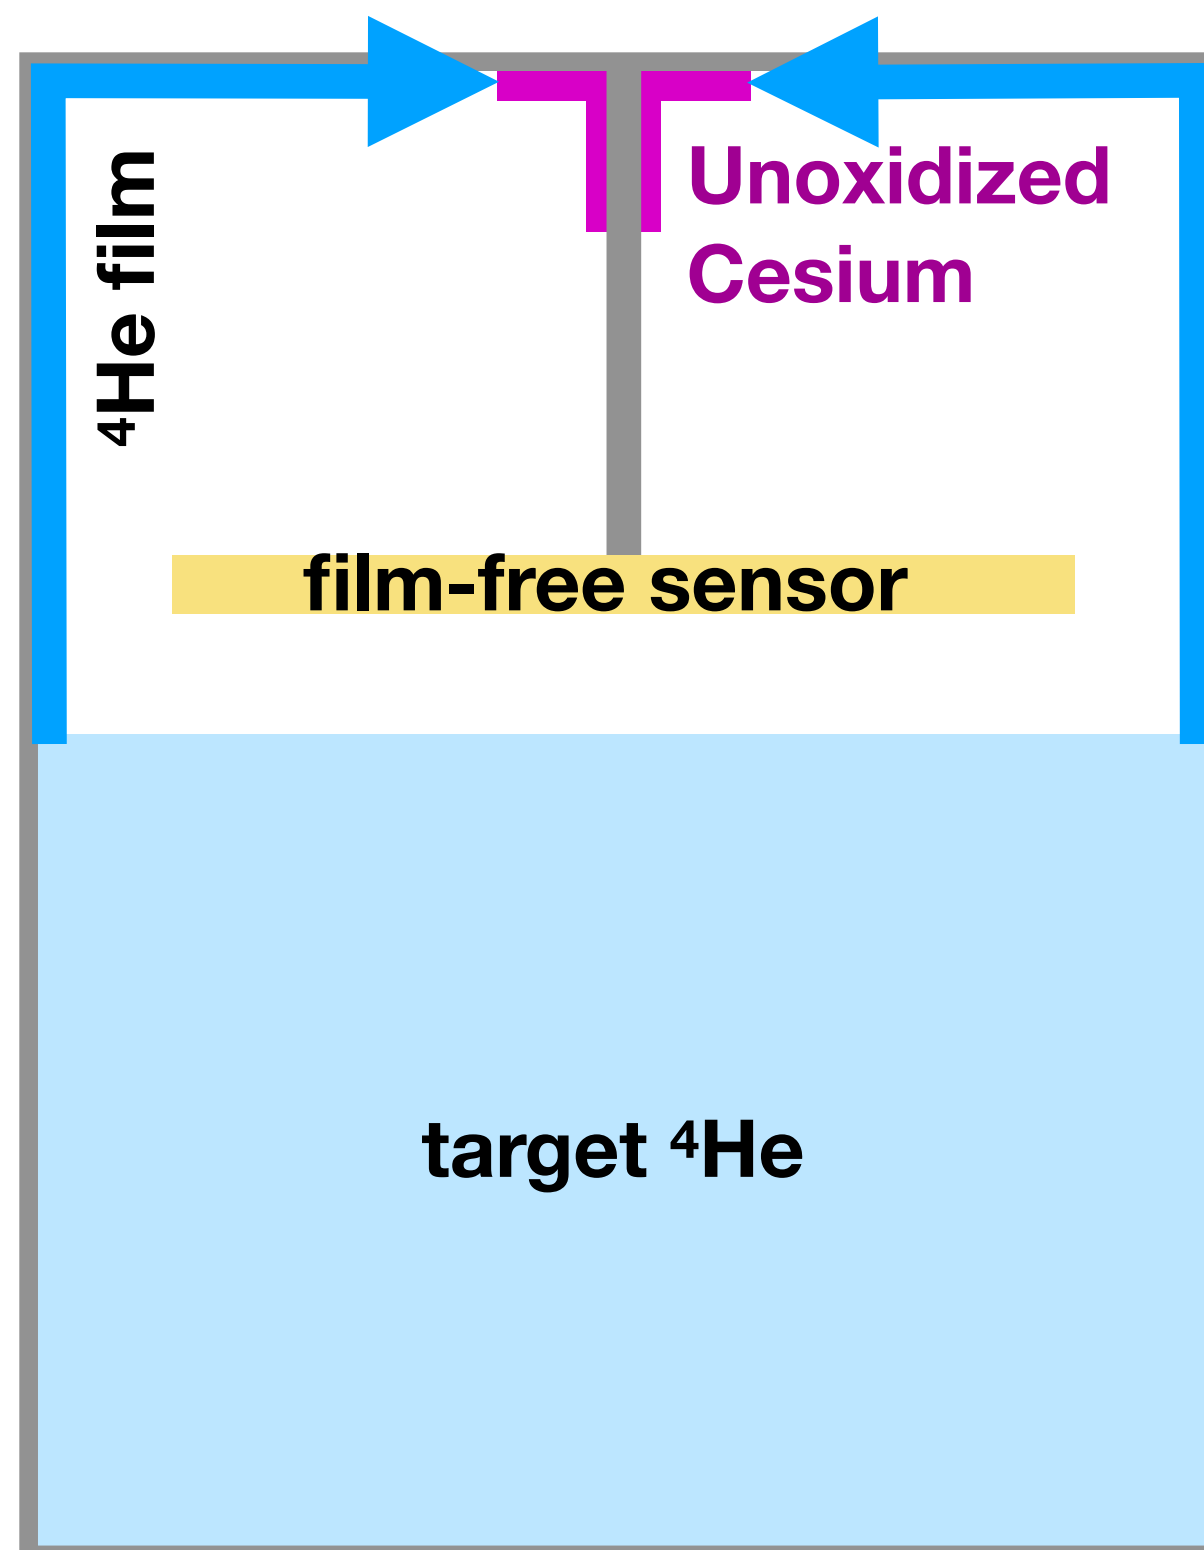 ⁴He film
Unoxidized
Cesium
film-free sensor
target ⁴He